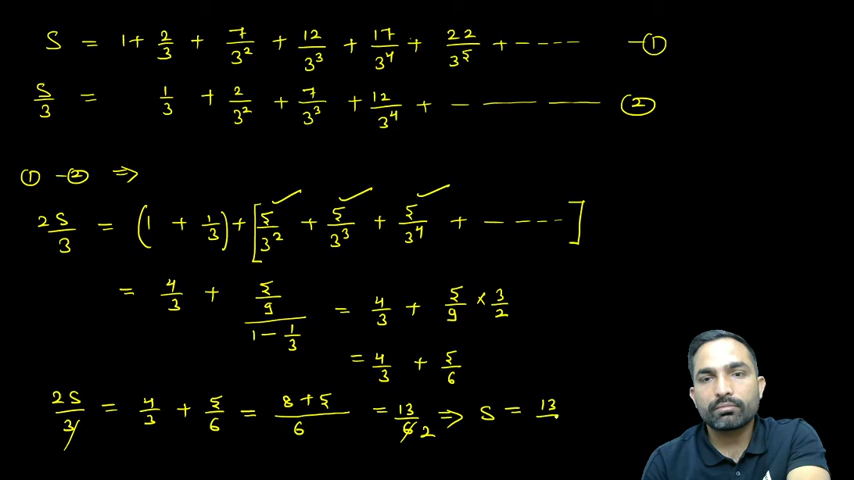 S = 1 + 2/3 + 7/3² + 12/3³ + 17/3⁴ + 22/3⁵ + ---- —①
S/3 = 1/3 + 2/3² + 7/3³ + 12/3⁴ + — — — ②
① - ② ⇒
2S/3 = (1 + 1/3) + [5/3² + 5/3³ + 5/3⁴ + ----]
= 4/3 + (5/9)/(1 - 1/3) = 4/3 + 5/9 × 3/2
= 4/3 + 5/6
2S/3 = 4/3 + 5/6 = (8+5)/6 = 13/6 2 ⇒ S = 13/